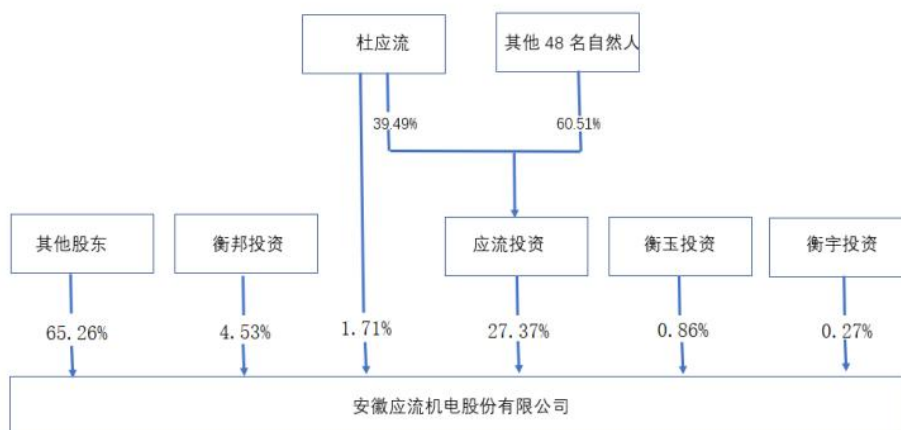 杜应流
其他 48 名自然人
39.49%
60.51%
其他股东
衡邦投资
应流投资
衡玉投资
衡宇投资
65.26%
4.53%
1.71%
27.37%
0.86%
0.27%
安徽应流机电股份有限公司